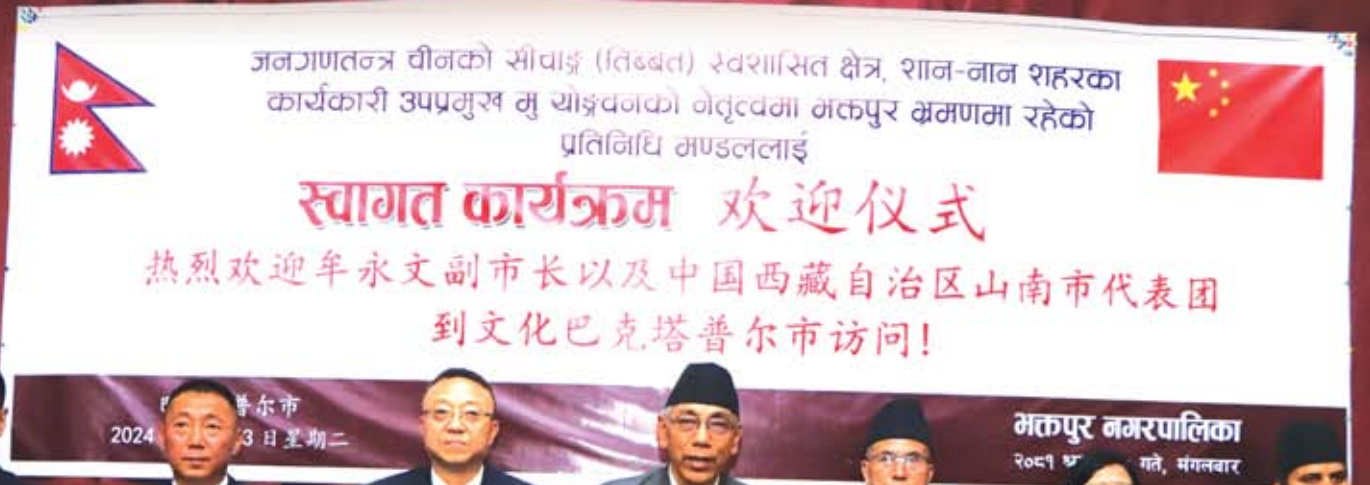 जनगणतन्त्र चीनको सीचाङ्ग (तिब्बत) स्वशासित क्षेत्र, शान-नान शहरका
कार्यकारी उपप्रमुख मु योङ्गवनको नेतृत्वमा भक्तपुर भ्रमणमा रहेको
प्रतिनिधि मण्डललाई
स्वागत कार्यक्रम 欢迎仪式
热烈欢迎牟永文副市长以及中国西藏自治区山南市代表团
到文化巴克塔普尔市访问!
普尔市
2024 3日星期二
भक्तपुर नगरपालिका
२०८१ गते, मंगलबार